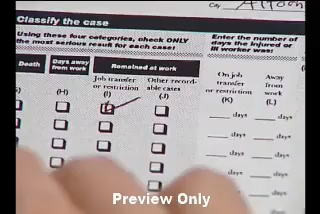 City Altoon
Classify the case
Using these four categories, check ONLY
the most serious result for each case:
Enter the number of
days the injured or
ill worker was:
Death
Days away
from work
Remained at work
Job transfer
or restriction
Other record-
able cases
On job
transfer
or restriction
Away
from
work
(H)
(I)
(J)
(K)
(L)
days days
days days
days days
days days
days days
Preview Only